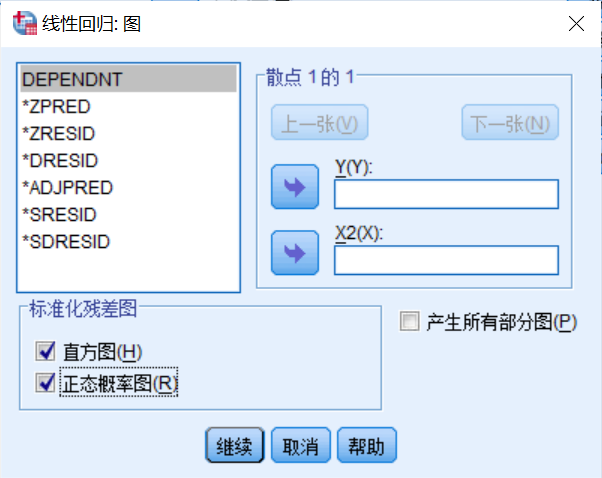 线性回归: 图
DEPENDNT
*ZPRED
*ZRESID
*DRESID
*ADJPRED
*SRESID
*SDRESID
散点 1 的 1
上一张(V)
下一张(N)
Y(Y):
X2(X):
标准化残差图
直方图(H)
正态概率图(R)
产生所有部分图(P)
继续
取消
帮助